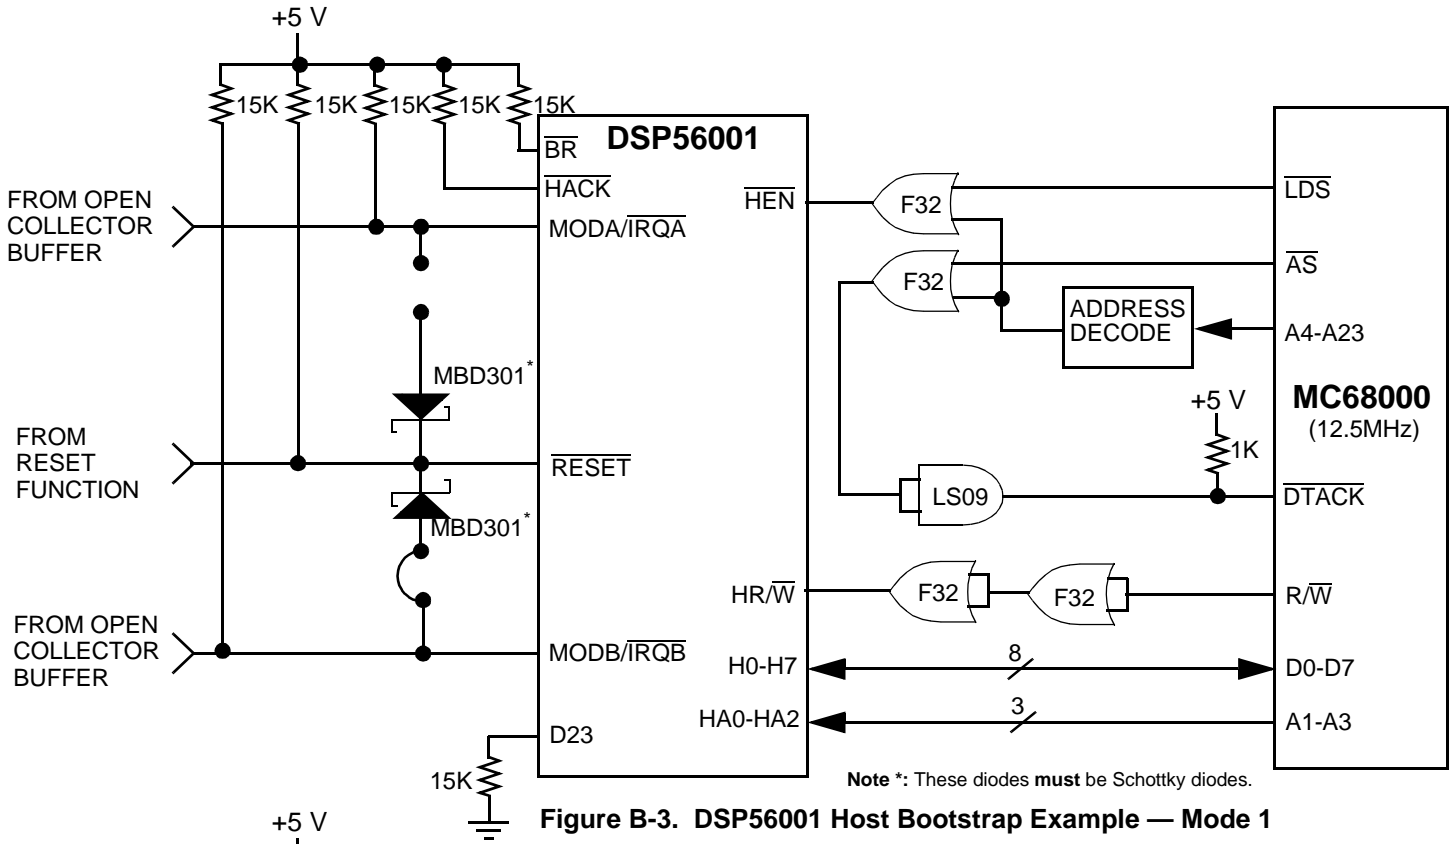 +5 V
15K
15K
15K
15K
15K
DSP56001
BR
HACK
HEN
F32
LDS
FROM OPEN
COLLECTOR
BUFFER
MODA/IRQA
F32
AS
ADDRESS
DECODE
A4-A23
MBD301*
+5 V
MC68000
(12.5MHz)
1K
FROM
RESET
FUNCTION
RESET
LS09
DTACK
MBD301*
HR/W
F32
F32
R/W
FROM OPEN
COLLECTOR
BUFFER
MODB/IRQB
H0-H7
8
D0-D7
HA0-HA2
3
A1-A3
D23
15K
Note *: These diodes must be Schottky diodes.
Figure B-3. DSP56001 Host Bootstrap Example — Mode 1
+5 V